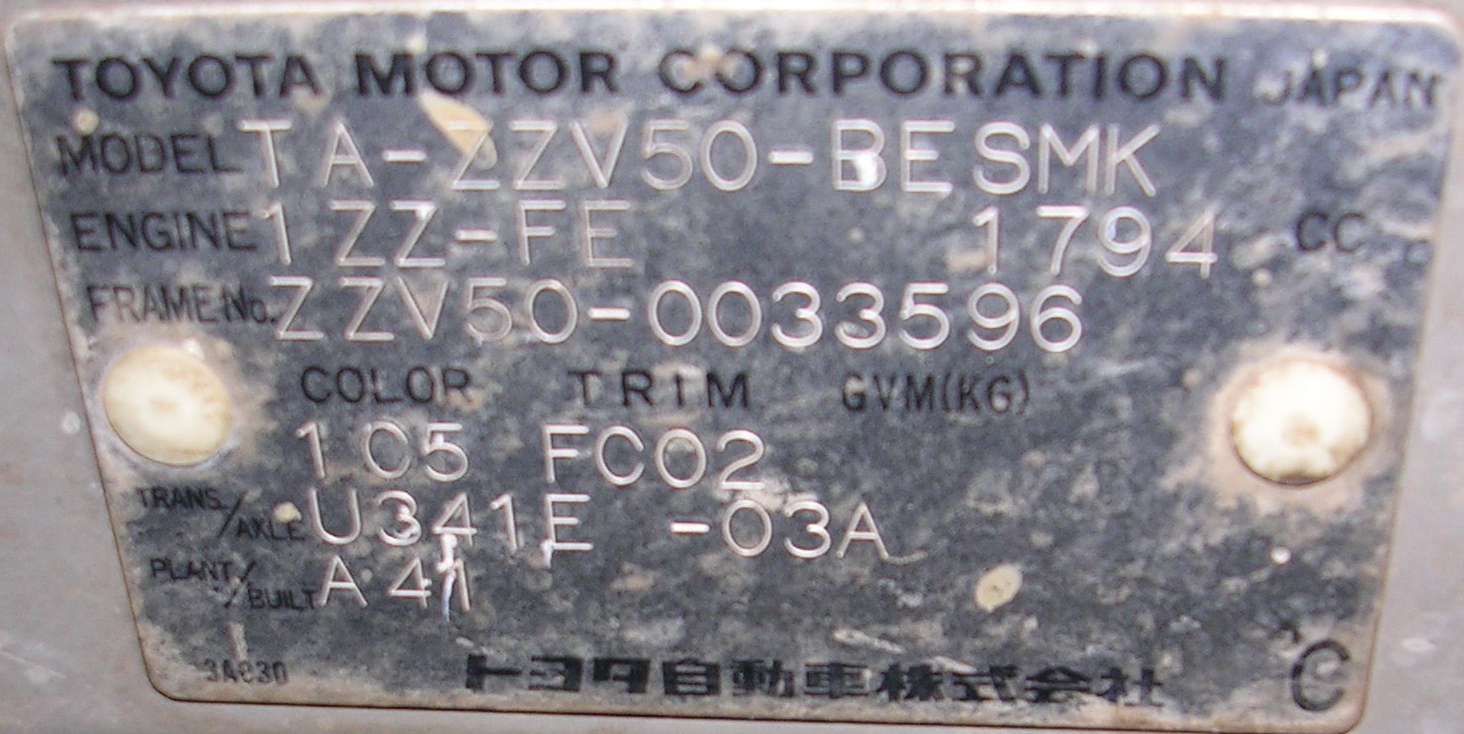 TOYOTA MOTOR CORPORATION JAPAN
MODEL TA-ZZV50-BESMK
ENGINE 1ZZ-FE 1794 CC
FRAME No. ZZV50-0033596
COLOR TRIM GVM(KG)
1C5 FC02
TRANS./AXLE U341E -03A
PLANT/BUILT A41
トヨタ自動車株式会社 C